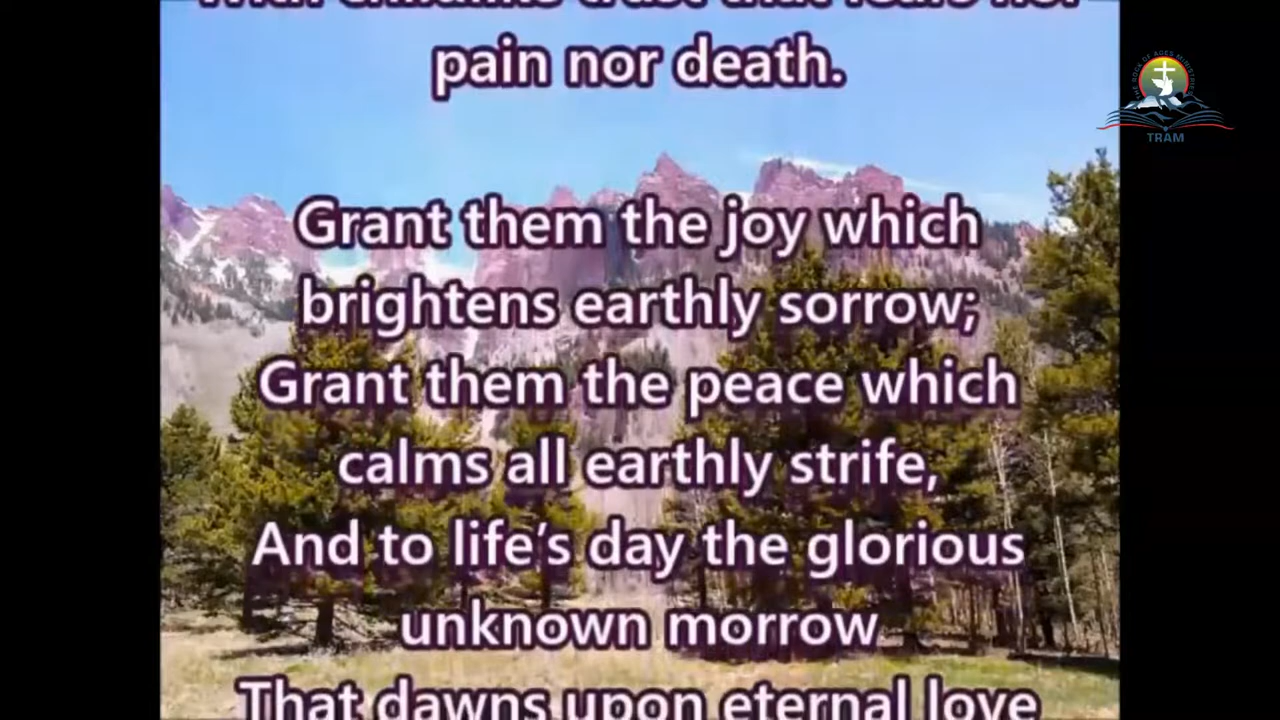 pain nor death.
Grant them the joy which
brightens earthly sorrow;
Grant them the peace which
calms all earthly strife,
And to life's day the glorious
unknown morrow
That dawns upon eternal love
TRAM